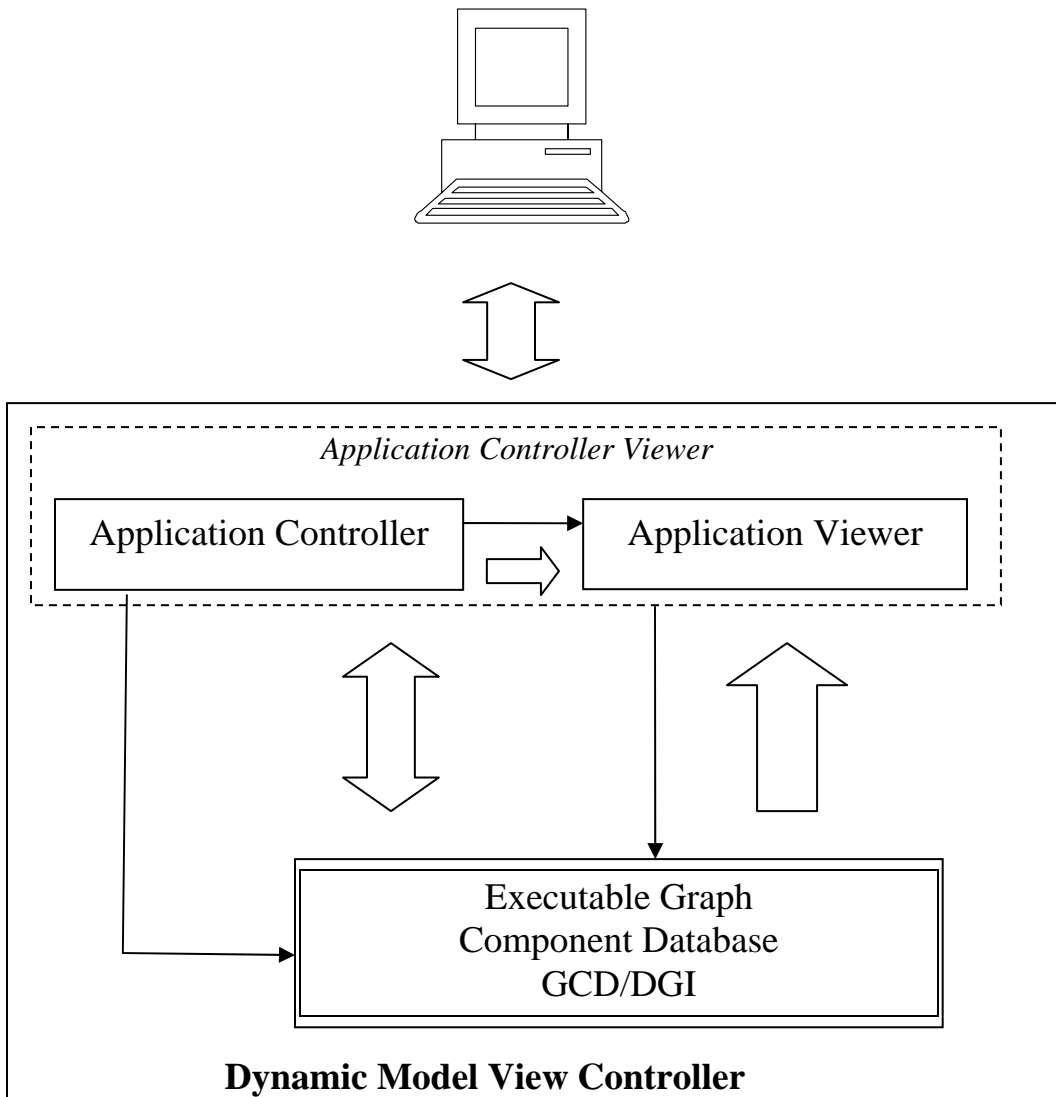 Application Controller Viewer
Application Controller
Application Viewer
Executable Graph
Component Database
GCD/DGI
Dynamic Model View Controller